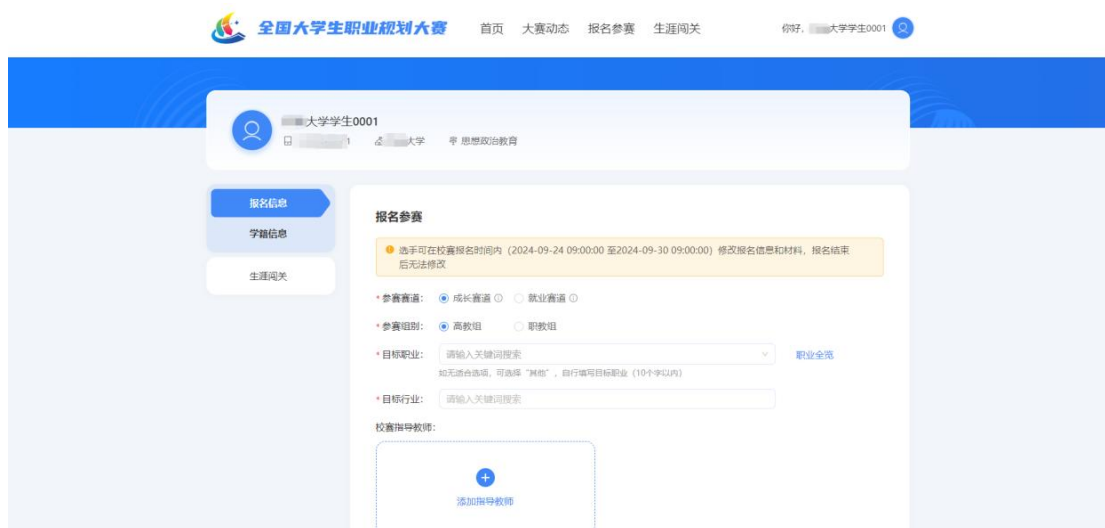 全国大学生职业规划大赛 首页 大赛动态 报名参赛 生涯闯关 你好, 大学学生0001
大学学生0001
1 大学 思想政治教育
报名信息
学籍信息
生涯闯关
报名参赛
选手可在校赛报名时间内（2024-09-24 09:00:00 至2024-09-30 09:00:00）修改报名信息和材料，报名结束
后无法修改
* 参赛赛道： 成长赛道 就业赛道
* 参赛组别： 高教组 职教组
* 目标职业： 请输入关键词搜索 职业全览
如无适合选项，可选择“其他”，自行填写目标职业（10个字以内）
* 目标行业： 请输入关键词搜索
校赛指导教师：
添加指导教师